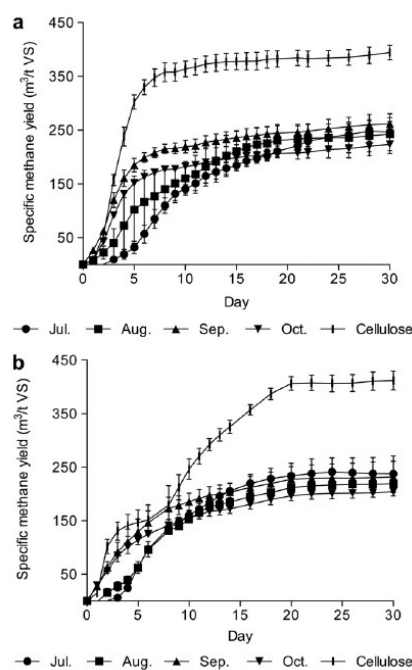 a
Specific methane yield (m³/t VS)
450
350
250
150
50
0 5 10 15 20 25 30
Day
Jul. Aug. Sep. Oct. Cellulose
b
Specific methane yield (m³/t VS)
450
350
250
150
50
0 5 10 15 20 25 30
Day
Jul. Aug. Sep. Oct. Cellulose